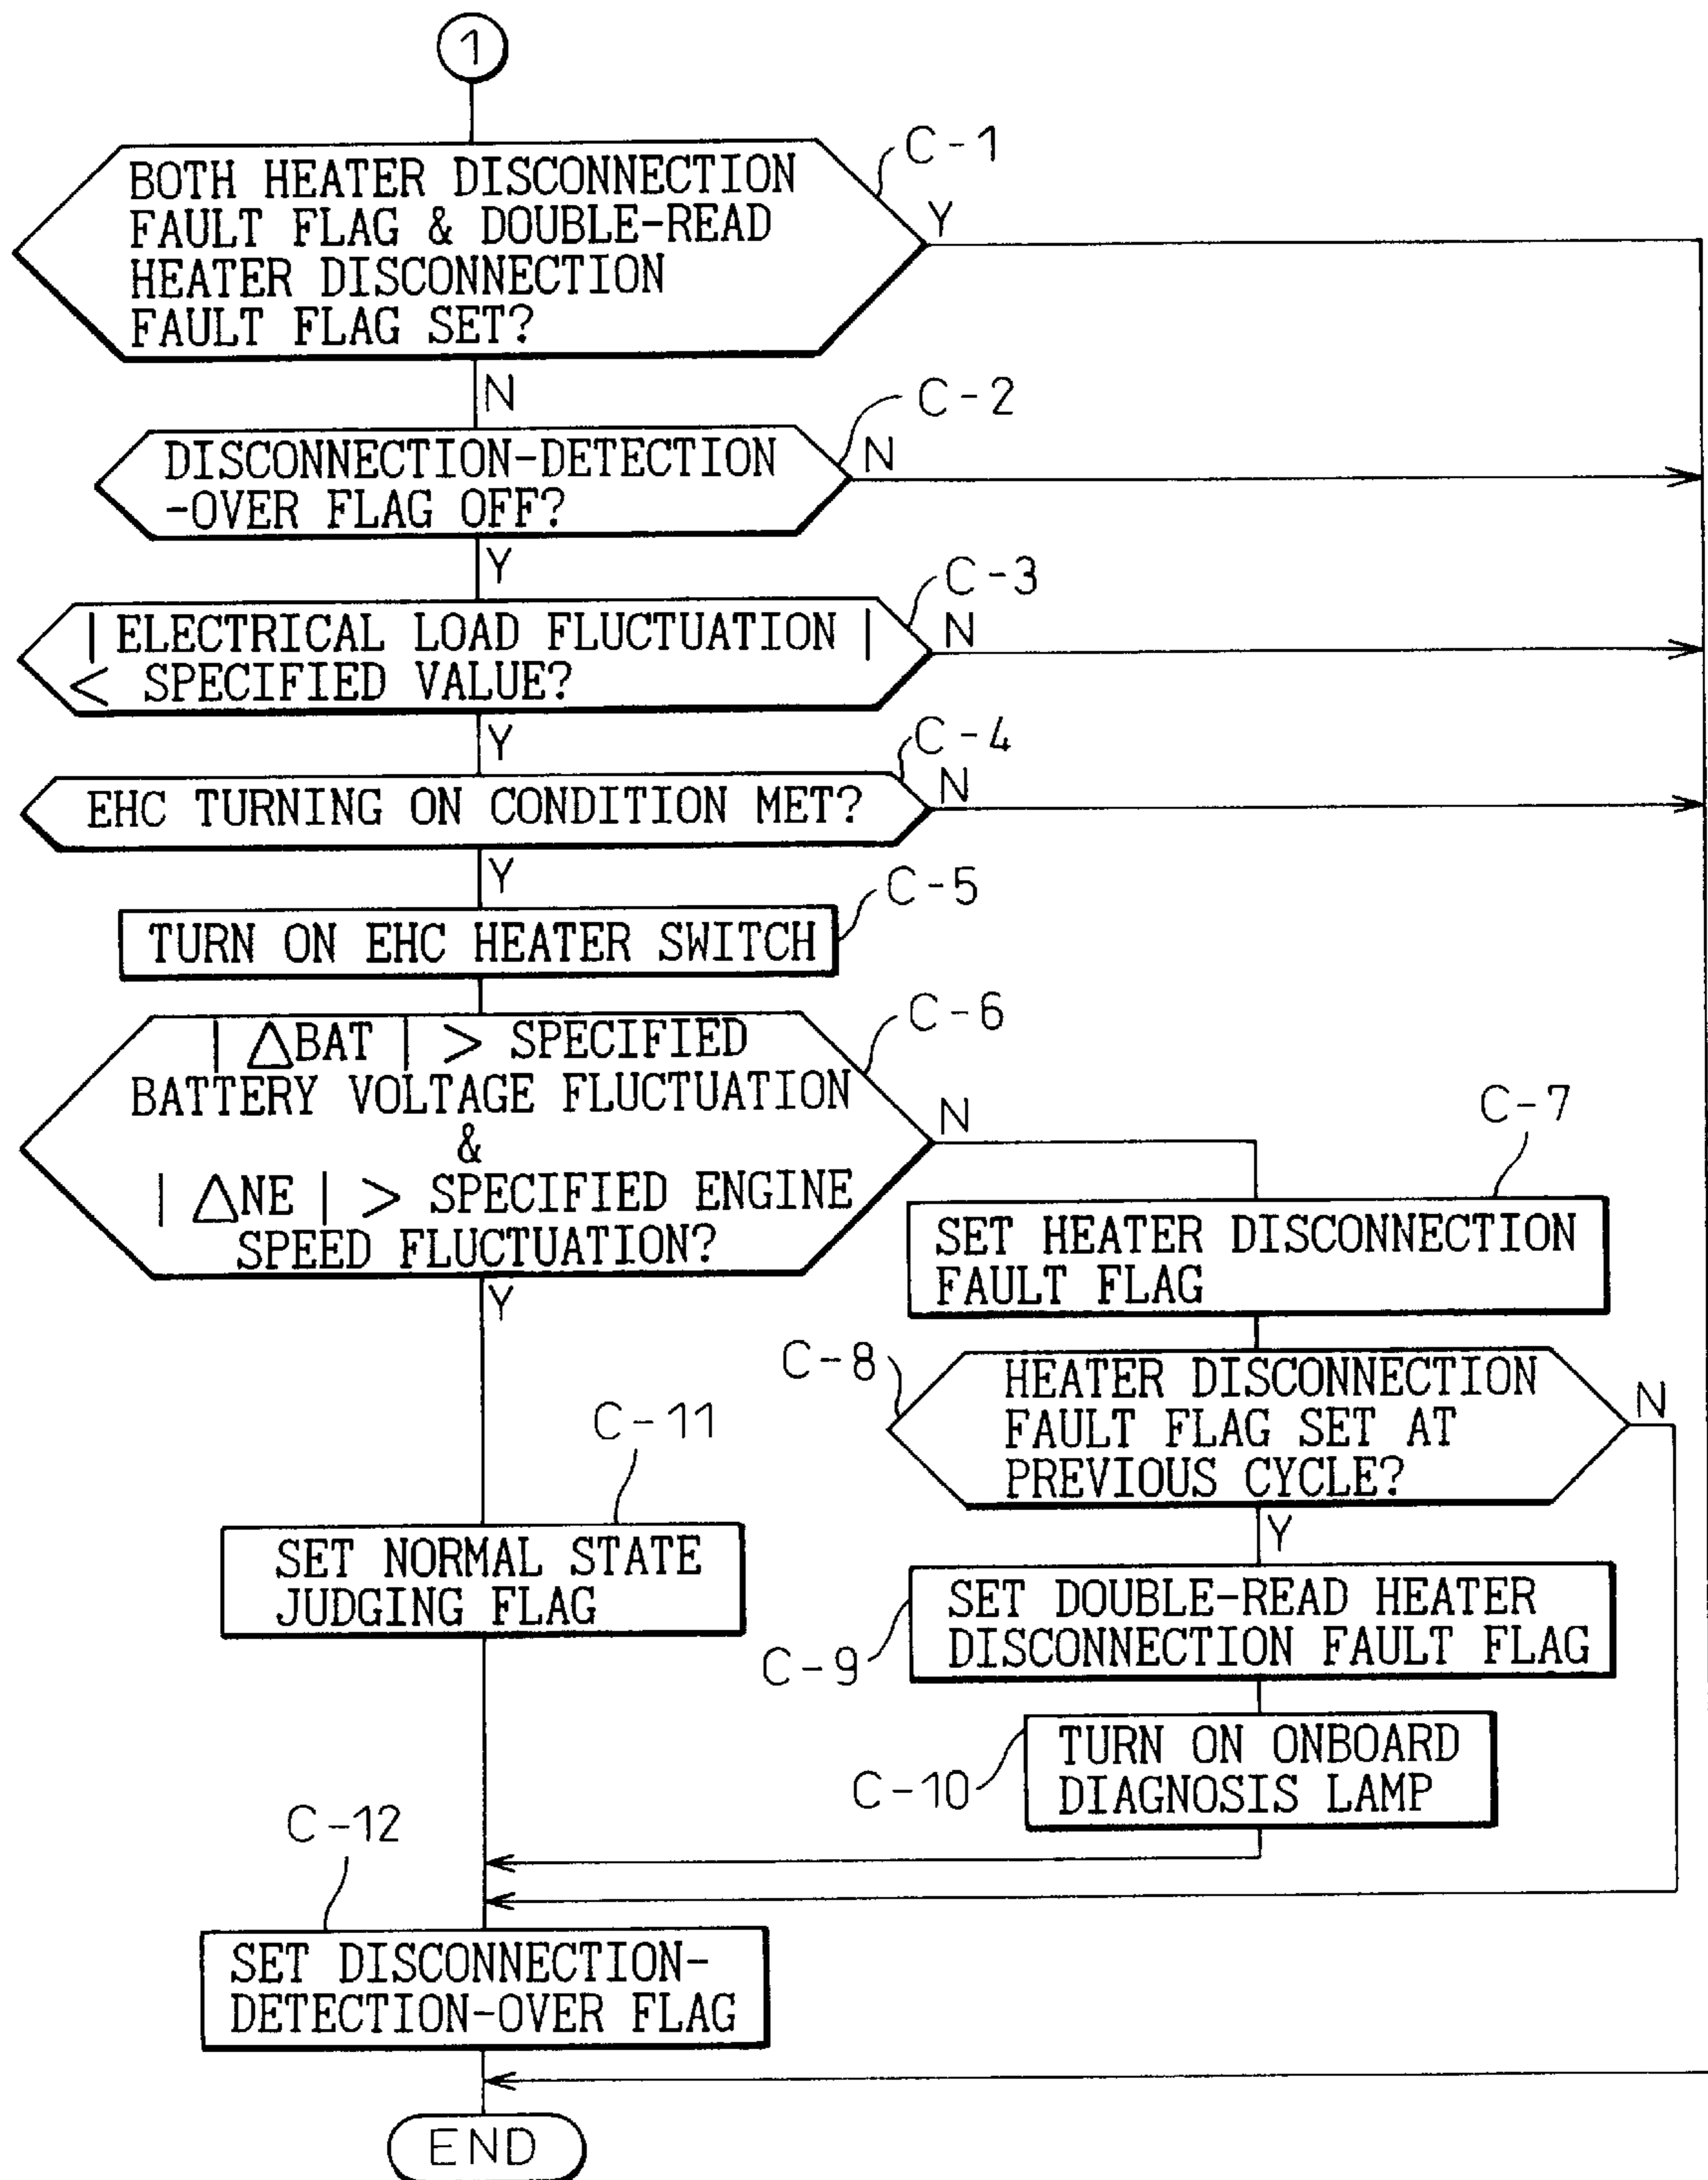 1
C-1
BOTH HEATER DISCONNECTION
FAULT FLAG & DOUBLE-READ
HEATER DISCONNECTION
FAULT FLAG SET?
Y
N
C-2
DISCONNECTION-DETECTION
-OVER FLAG OFF?
N
Y
C-3
| ELECTRICAL LOAD FLUCTUATION |
< SPECIFIED VALUE?
N
Y
C-4
EHC TURNING ON CONDITION MET?
N
Y
C-5
TURN ON EHC HEATER SWITCH
C-6
| △BAT | > SPECIFIED
BATTERY VOLTAGE FLUCTUATION
&
| △NE | > SPECIFIED ENGINE
SPEED FLUCTUATION?
N
Y
C-7
SET HEATER DISCONNECTION
FAULT FLAG
C-8
HEATER DISCONNECTION
FAULT FLAG SET AT
PREVIOUS CYCLE?
N
Y
C-11
SET NORMAL STATE
JUDGING FLAG
C-9
SET DOUBLE-READ HEATER
DISCONNECTION FAULT FLAG
C-10
TURN ON ONBOARD
DIAGNOSIS LAMP
C-12
SET DISCONNECTION-
DETECTION-OVER FLAG
END